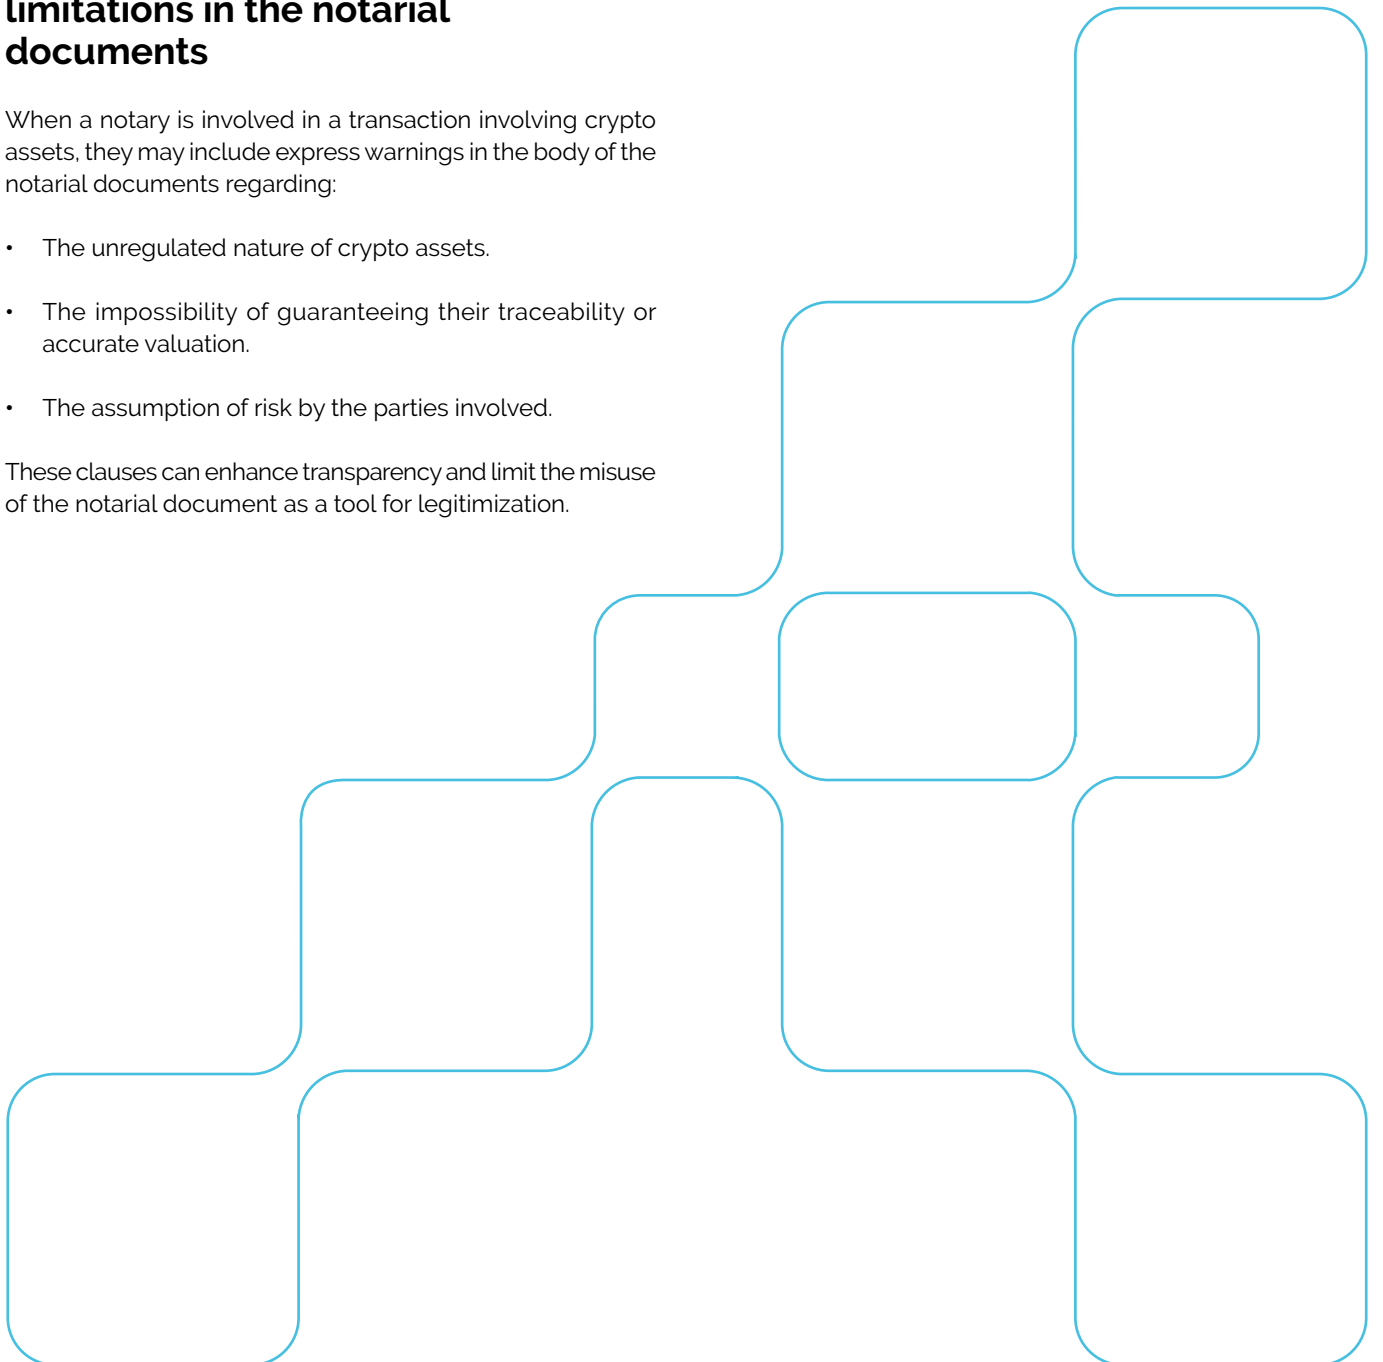 limitations in the notarial
documents
When a notary is involved in a transaction involving crypto
assets, they may include express warnings in the body of the
notarial documents regarding:
• The unregulated nature of crypto assets.
• The impossibility of guaranteeing their traceability or
accurate valuation.
• The assumption of risk by the parties involved.
These clauses can enhance transparency and limit the misuse
of the notarial document as a tool for legitimization.